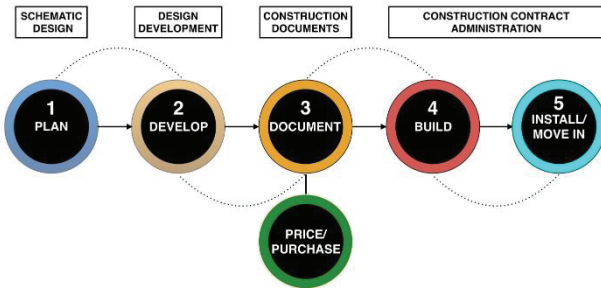 SCHEMATIC
DESIGN
DESIGN
DEVELOPMENT
CONSTRUCTION
DOCUMENTS
CONSTRUCTION CONTRACT
ADMINISTRATION
1
PLAN
2
DEVELOP
3
DOCUMENT
4
BUILD
5
INSTALL/
MOVE IN
PRICE/
PURCHASE